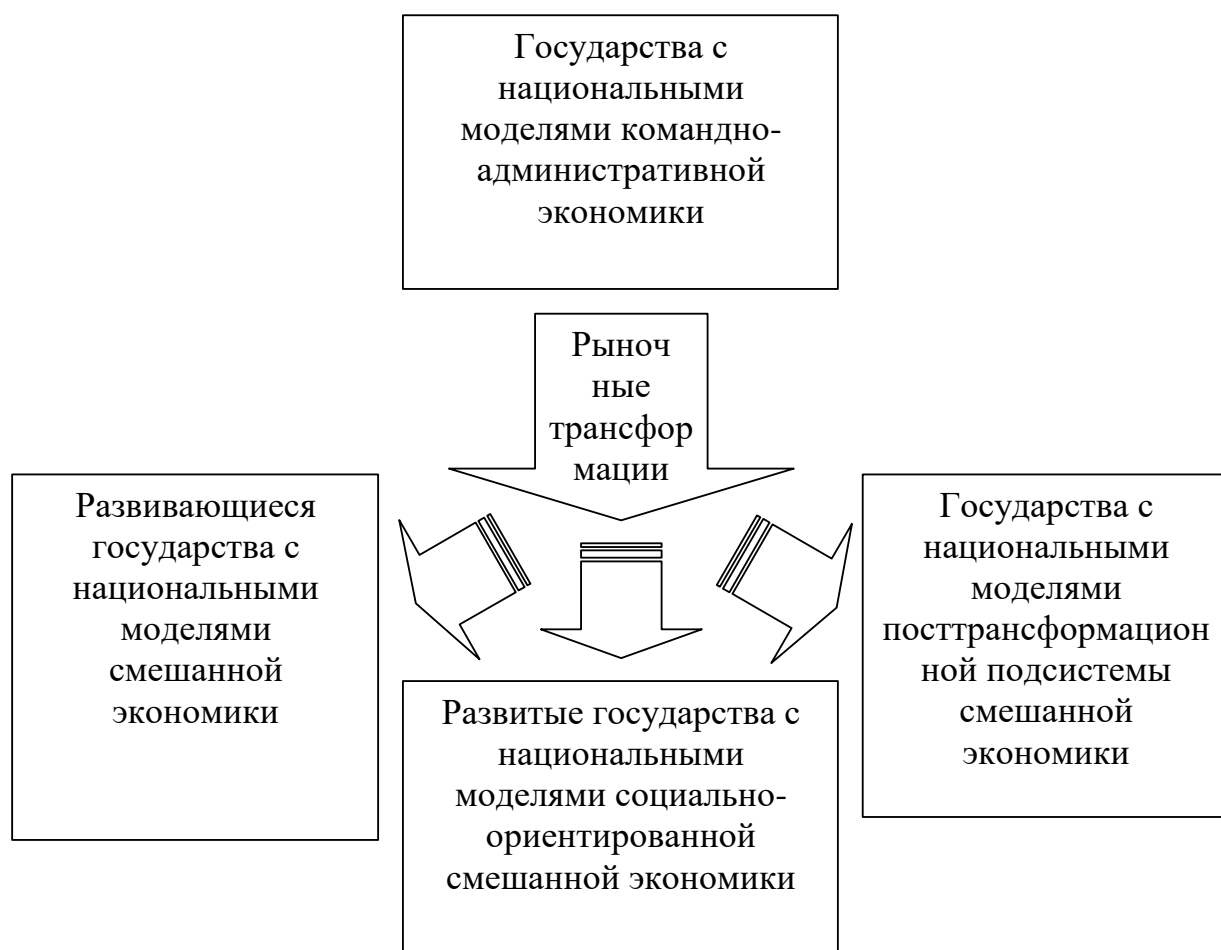 Государства с
национальными
моделями командно-
административной
экономики
Рыноч
ные
трансфор
мации
Развивающиеся
государства с
национальными
моделями
смешанной
экономики
Государства с
национальными
моделями
посттрансформацион
ной подсистемы
смешанной
экономики
Развитые государства с
национальными
моделями социально-
ориентированной
смешанной экономики